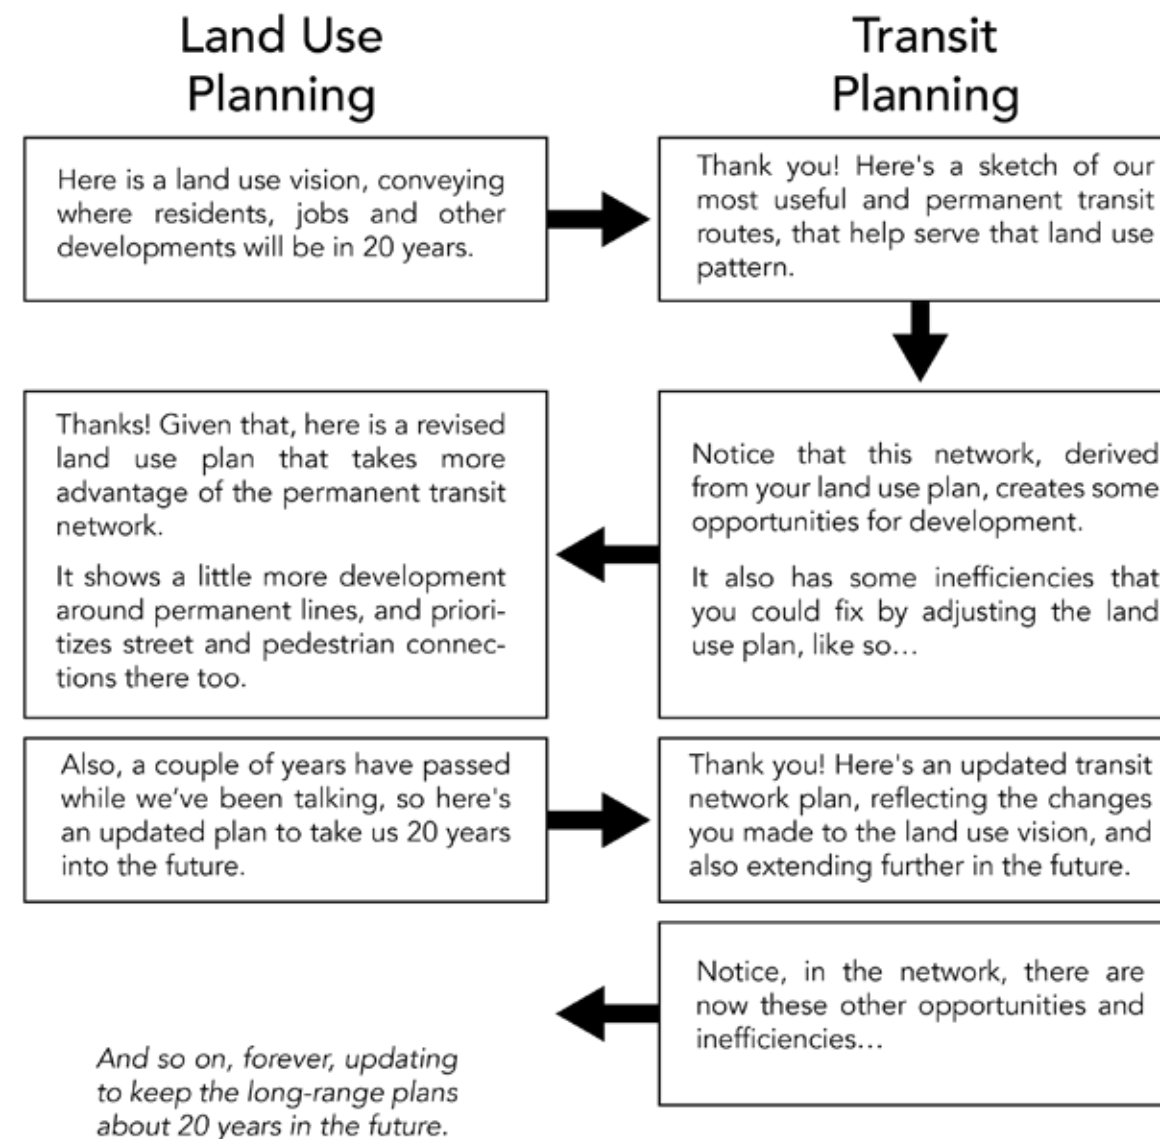 Land Use
Planning
Transit
Planning
Here is a land use vision, conveying
where residents, jobs and other
developments will be in 20 years.
Thank you! Here's a sketch of our
most useful and permanent transit
routes, that help serve that land use
pattern.
Notice that this network, derived
from your land use plan, creates some
opportunities for development.
It also has some inefficiencies that
you could fix by adjusting the land
use plan, like so...
Thanks! Given that, here is a revised
land use plan that takes more
advantage of the permanent transit
network.
It shows a little more development
around permanent lines, and priori-
tizes street and pedestrian connec-
tions there too.
Also, a couple of years have passed
while we've been talking, so here's
an updated plan to take us 20 years
into the future.
Thank you! Here's an updated transit
network plan, reflecting the changes
you made to the land use vision, and
also extending further in the future.
Notice, in the network, there are
now these other opportunities and
inefficiencies...
And so on, forever, updating
to keep the long-range plans
about 20 years in the future.